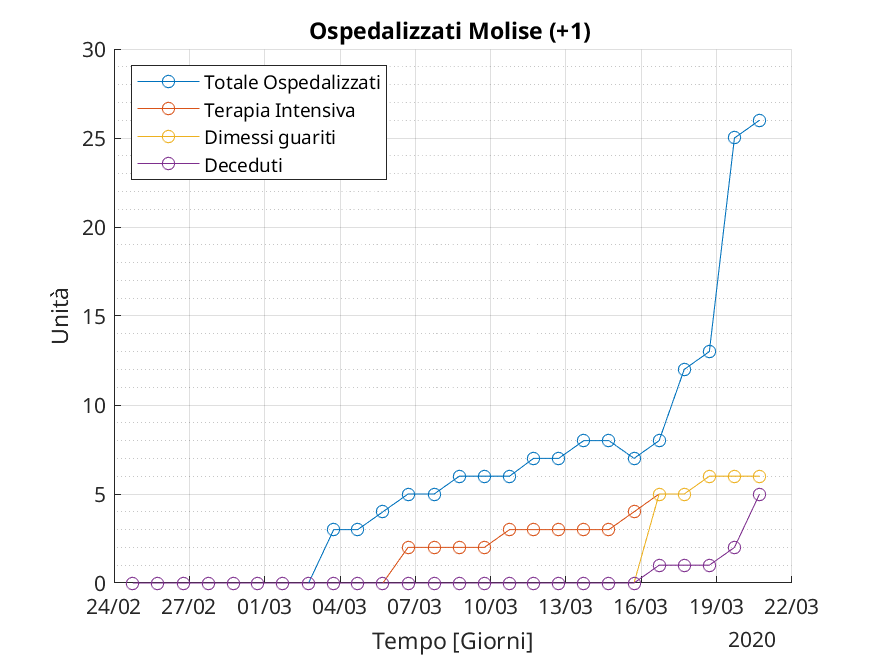 Ospedalizzati Molise (+1)
30
25
20
15
10
5
0
Unità
Totale Ospedalizzati
Terapia Intensiva
Dimessi guariti
Deceduti
24/02 27/02 01/03 04/03 07/03 10/03 13/03 16/03 19/03 22/03
Tempo [Giorni]
2020